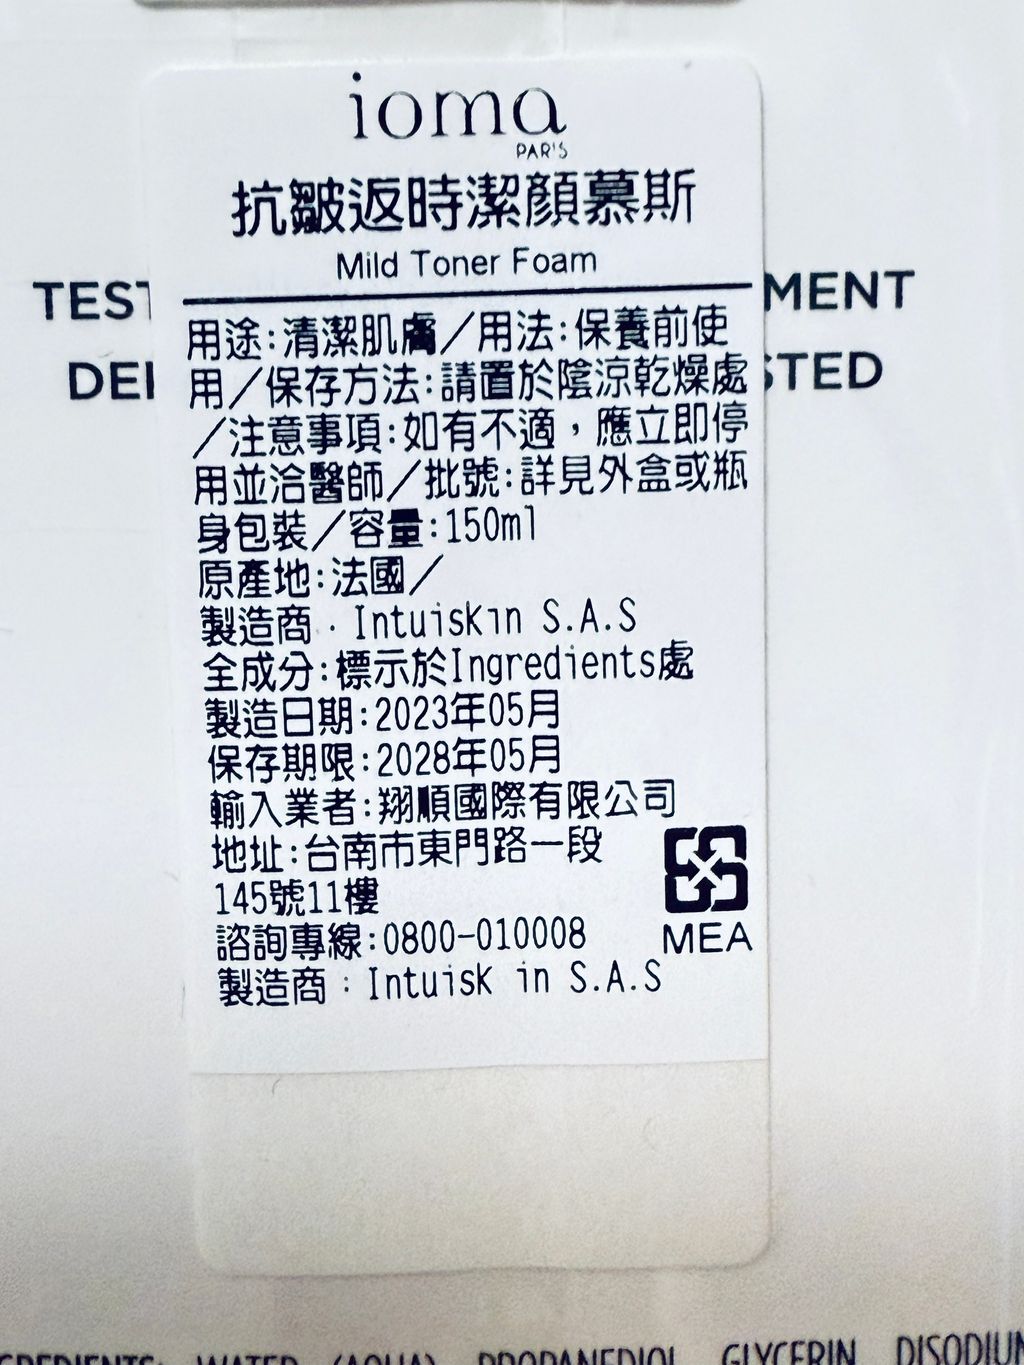 ioma
PARIS
抗皺返時潔顏慕斯
Mild Toner Foam
用途:清潔肌膚／用法:保養前使
用／保存方法:請置於陰涼乾燥處
／注意事項:如有不適，應立即停
用並洽醫師／批號:詳見外盒或瓶
身包裝／容量:150ml
原產地:法國／
製造商:IntuisKin S.A.S
全成分:標示於Ingredients處
製造日期:2023年05月
保存期限:2028年05月
輸入業者:翔順國際有限公司
地址:台南市東門路一段
145號11樓
諮詢專線:0800-010008
MEA
製造商:IntuisK in S.A.S
TEST
MENT
DE
STED
INGREDIENTS: WATER (AQUA) PROPANEDIOL GLYCERIN DISODIUM